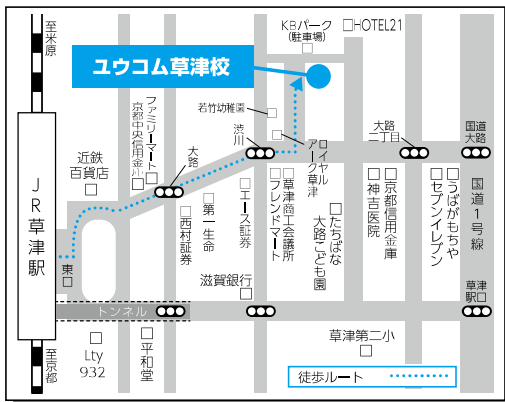 至米原
KBパーク
(駐車場)
HOTEL21
ユウコム草津校
ファミリーマート
京都中央信用金庫
若竹幼稚園
渋川
ロイヤル
アーク草津
大路
大路
二丁目
国道
大路
近鉄
百貨店
JR草津駅
東口
西村証券
第一生命
エース証券
草津商工会議所
フレンドマート
たちばな
大路こども園
京都信用金庫
神吉医院
うばがもちや
セブンイレブン
国道1号線
滋賀銀行
草津
駅口
トンネル
Lty
932
平和堂
草津第二小
至京都
徒歩ルート